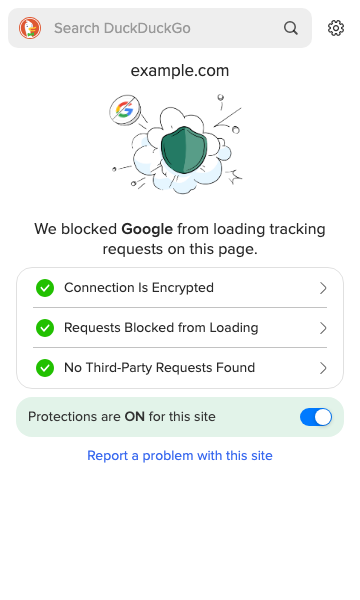 Search DuckDuckGo
example.com
We blocked Google from loading tracking
requests on this page.
Connection Is Encrypted
Requests Blocked from Loading
No Third-Party Requests Found
Protections are ON for this site
Report a problem with this site